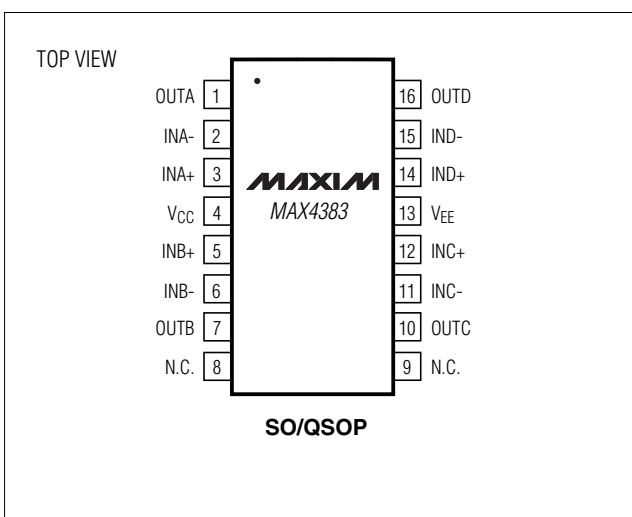 TOP VIEW
OUTA 1 16 OUTD
INA- 2 15 IND-
INA+ 3 14 IND+
MAXIM
VCC 4 MAX4383 13 VEE
INB+ 5 12 INC+
INB- 6 11 INC-
OUTB 7 10 OUTC
N.C. 8 9 N.C.
SO/QSOP